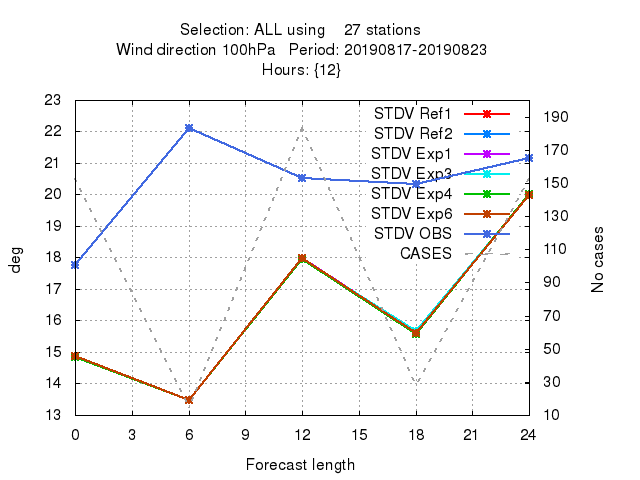 Selection: ALL using 27 stations
Wind direction 100hPa Period: 20190817-20190823
Hours: {12}
23
22
21
20
19
18
17
16
15
14
13
deg
190
170
150
130
110
90
70
50
30
10
No cases
STDV Ref1
STDV Ref2
STDV Exp1
STDV Exp3
STDV Exp4
STDV Exp6
STDV OBS
CASES
0 3 6 9 12 15 18 21 24
Forecast length